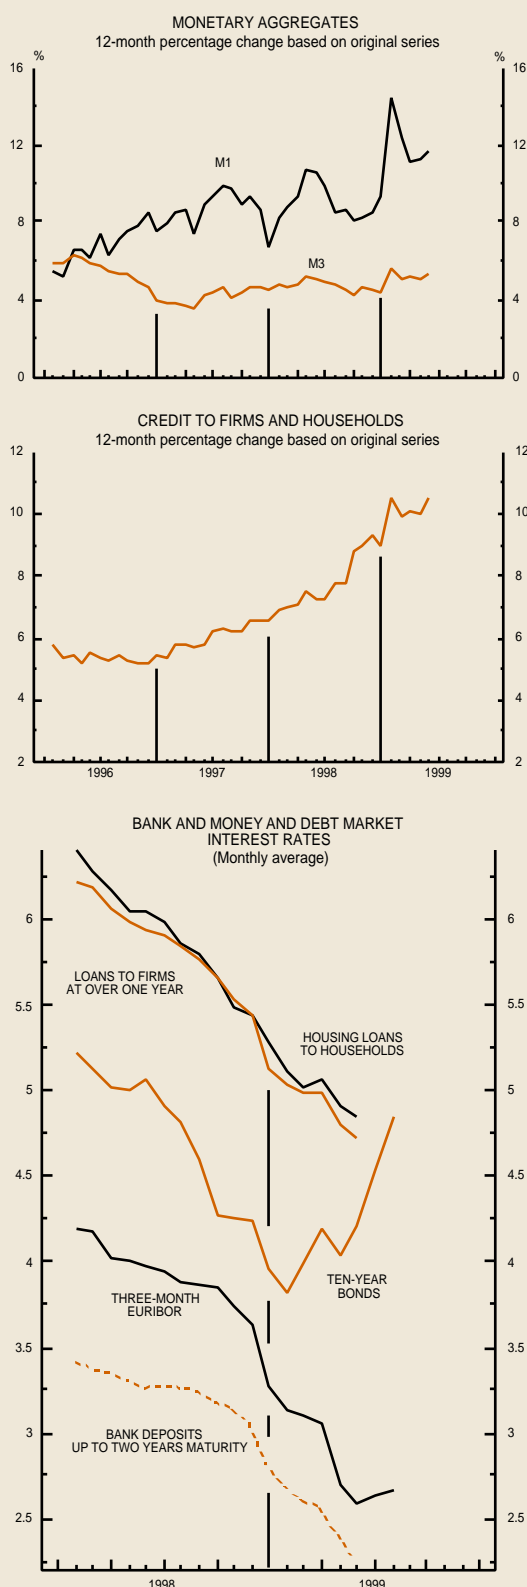 MONETARY AGGREGATES
12-month percentage change based on original series
% %
16 16
12 12
M1
8 8
M3
4 4
0 0
CREDIT TO FIRMS AND HOUSEHOLDS
12-month percentage change based on original series
12 12
10 10
8 8
6 6
4 4
2 2
1996 1997 1998 1999
BANK AND MONEY AND DEBT MARKET
INTEREST RATES
(Monthly average)
6 6
LOANS TO FIRMS
AT OVER ONE YEAR
5.5 5.5
HOUSING LOANS
TO HOUSEHOLDS
5 5
4.5 4.5
4 4
TEN-YEAR
BONDS
THREE-MONTH
EURIBOR
3.5 3.5
3 3
BANK DEPOSITS
UP TO TWO YEARS MATURITY
2.5 2.5
1998 1999